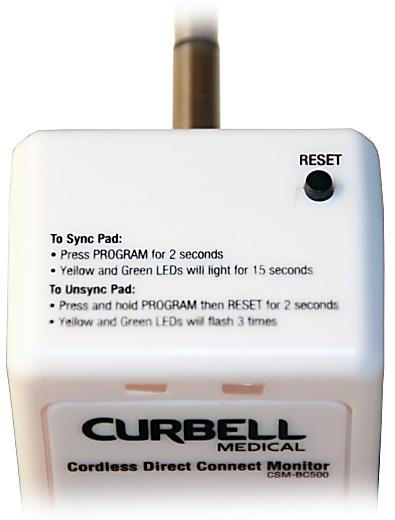 RESET
To Sync Pad:
• Press PROGRAM for 2 seconds
• Yellow and Green LEDs will light for 15 seconds
To Unsync Pad:
• Press and hold PROGRAM then RESET for 2 seconds
• Yellow and Green LEDs will flash 3 times
CURBELL
MEDICAL
Cordless Direct Connect Monitor
CSM-BC500